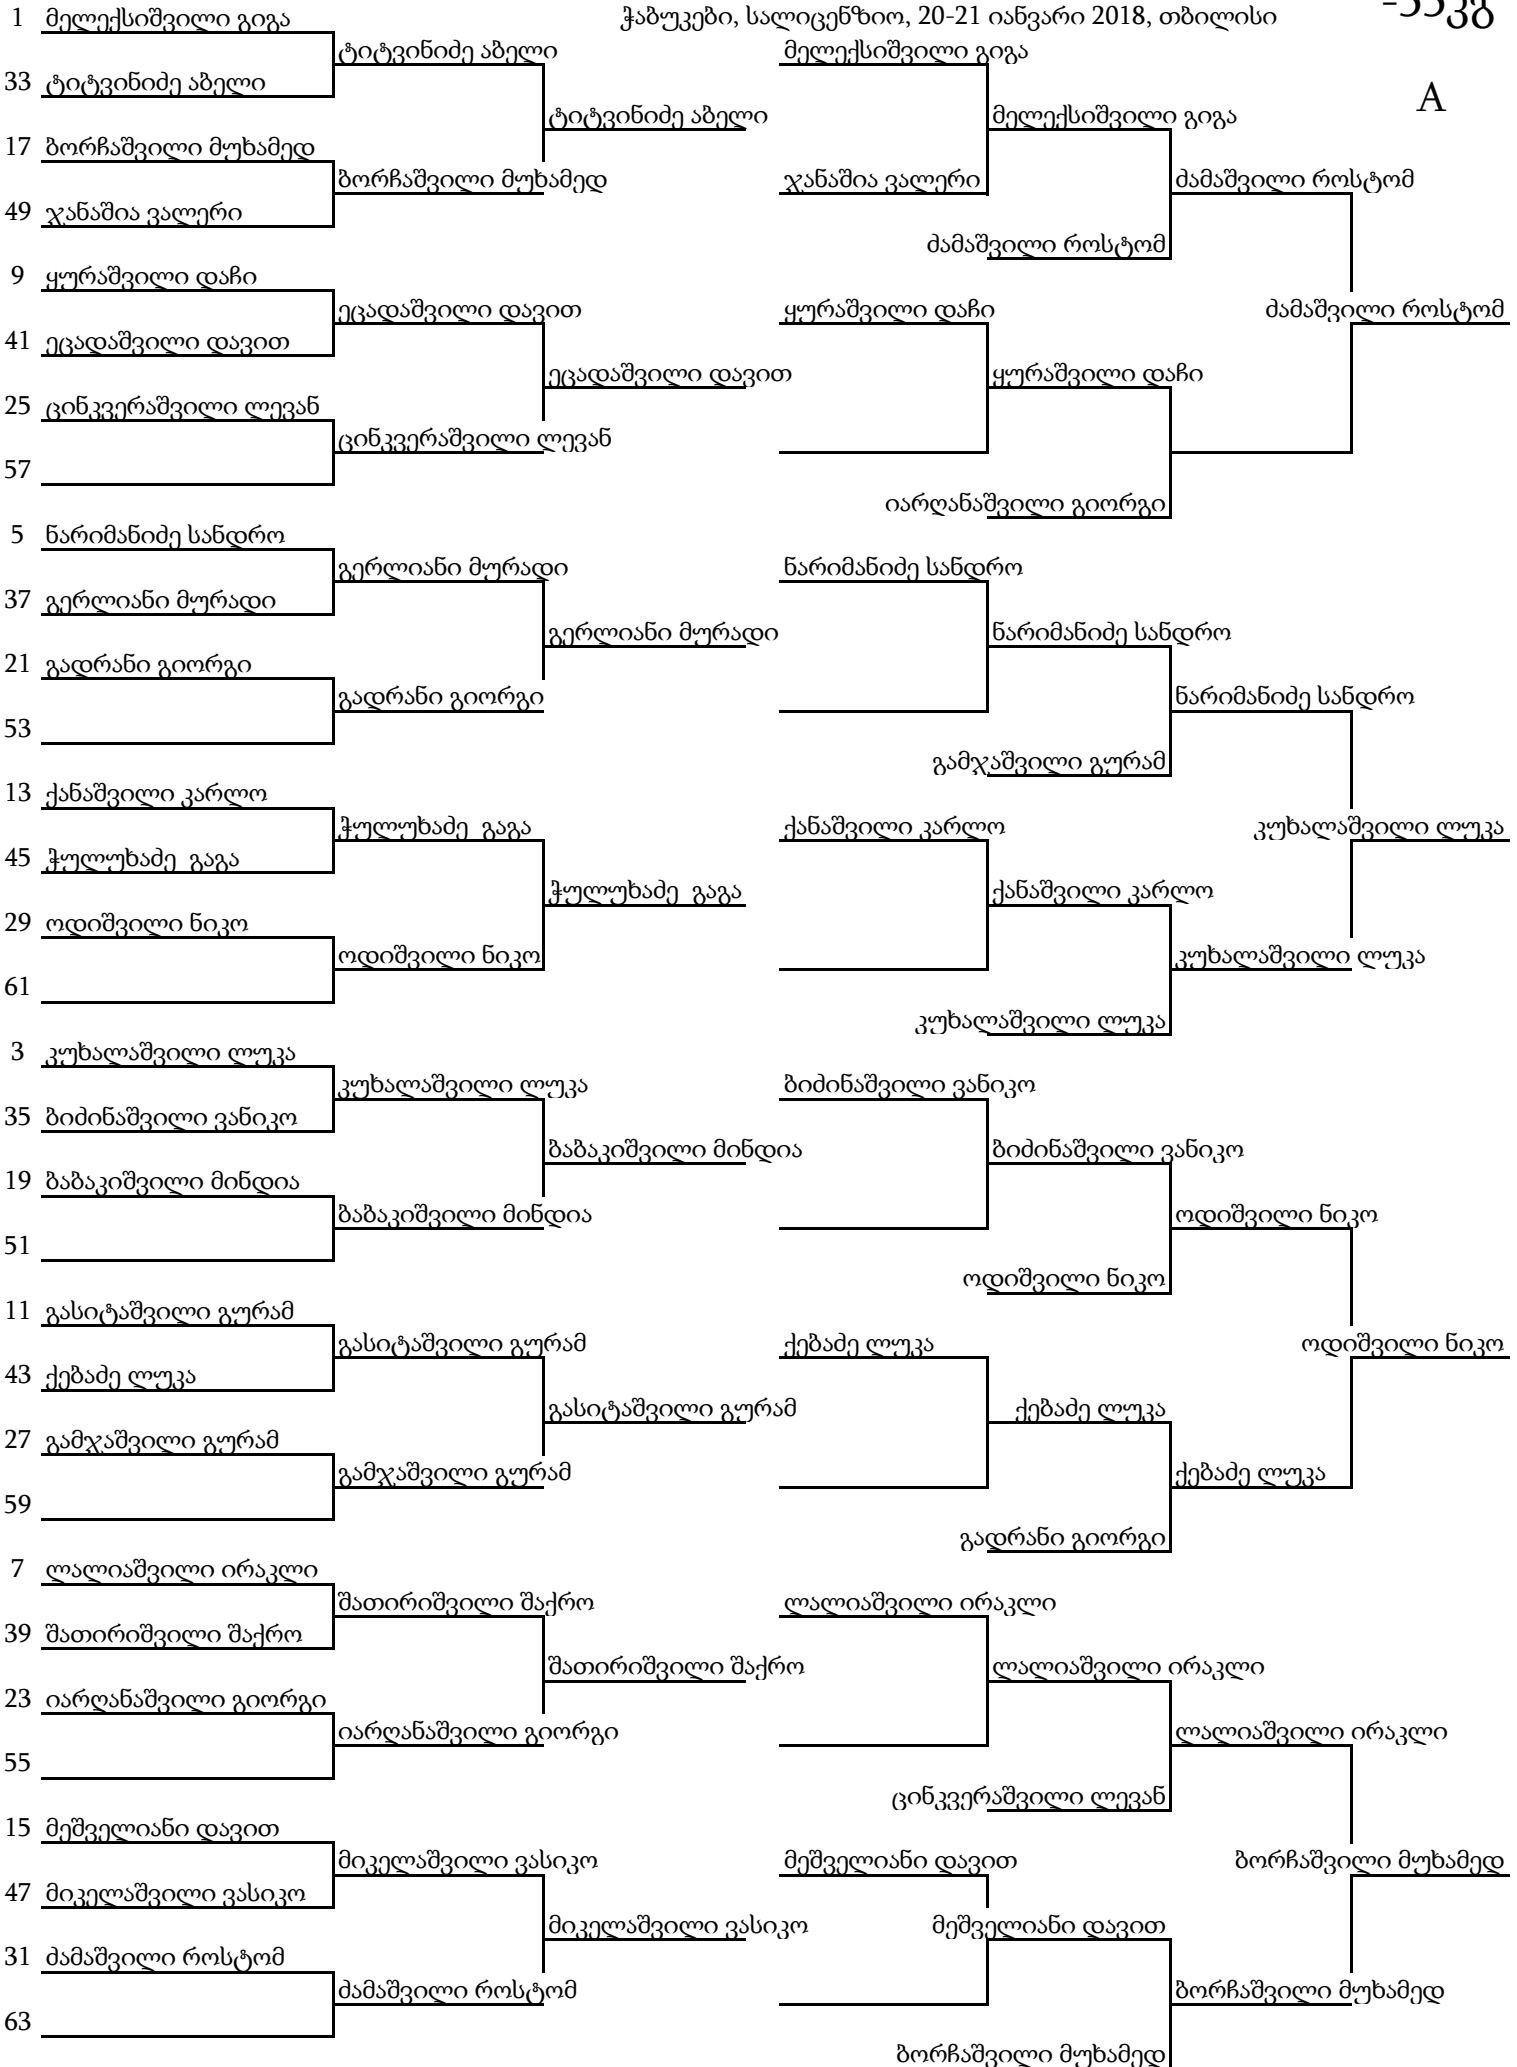 ჭაბუკები, სალიცენზიო, 20-21 იანვარი 2018, თბილისი
-55კგ
A
1 მელექსიშვილი გიგა
33 ტიტვინიძე აბელი
17 ბორჩაშვილი მუხამედ
49 ჯანაშია ვალერი
9 ყურაშვილი დაჩი
41 ეცადაშვილი დავით
25 ცინკვერაშვილი ლევან
57
5 ნარიმანიძე სანდრო
37 გერლიანი მურადი
21 გადრანი გიორგი
53
13 ქანაშვილი კარლო
45 ჭულუხაძე გაგა
29 ოდიშვილი ნიკო
61
3 კუხალაშვილი ლუკა
35 ბიძინაშვილი ვანიკო
19 ბაბაკიშვილი მინდია
51
11 გასიტაშვილი გურამ
43 ქებაძე ლუკა
27 გამჯაშვილი გურამ
59
7 ლალიაშვილი ირაკლი
39 შათირიშვილი შაქრო
23 იარღანაშვილი გიორგი
55
15 მეშველიანი დავით
47 მიკელაშვილი ვასიკო
31 ძამაშვილი როსტომ
63
ტიტვინიძე აბელი
ბორჩაშვილი მუხამედ
ეცადაშვილი დავით
ცინკვერაშვილი ლევან
გერლიანი მურადი
გადრანი გიორგი
ჭულუხაძე გაგა
ოდიშვილი ნიკო
კუხალაშვილი ლუკა
ბაბაკიშვილი მინდია
გასიტაშვილი გურამ
გამჯაშვილი გურამ
შათირიშვილი შაქრო
იარღანაშვილი გიორგი
მიკელაშვილი ვასიკო
ძამაშვილი როსტომ
ტიტვინიძე აბელი
ეცადაშვილი დავით
გერლიანი მურადი
ჭულუხაძე გაგა
ბაბაკიშვილი მინდია
გასიტაშვილი გურამ
შათირიშვილი შაქრო
მიკელაშვილი ვასიკო
მელექსიშვილი გიგა
ჯანაშია ვალერი
ყურაშვილი დაჩი
ნარიმანიძე სანდრო
ქანაშვილი კარლო
ბიძინაშვილი ვანიკო
ქებაძე ლუკა
ლალიაშვილი ირაკლი
მეშველიანი დავით
მელექსიშვილი გიგა
ძამაშვილი როსტომ
ყურაშვილი დაჩი
იარღანაშვილი გიორგი
ნარიმანიძე სანდრო
გამჯაშვილი გურამ
ქანაშვილი კარლო
კუხალაშვილი ლუკა
ბიძინაშვილი ვანიკო
ოდიშვილი ნიკო
ქებაძე ლუკა
გადრანი გიორგი
ლალიაშვილი ირაკლი
ცინკვერაშვილი ლევან
მეშველიანი დავით
ბორჩაშვილი მუხამედ
ძამაშვილი როსტომ
ნარიმანიძე სანდრო
კუხალაშვილი ლუკა
ოდიშვილი ნიკო
ქებაძე ლუკა
ლალიაშვილი ირაკლი
ბორჩაშვილი მუხამედ
ძამაშვილი როსტომ
კუხალაშვილი ლუკა
ოდიშვილი ნიკო
ბორჩაშვილი მუხამედ